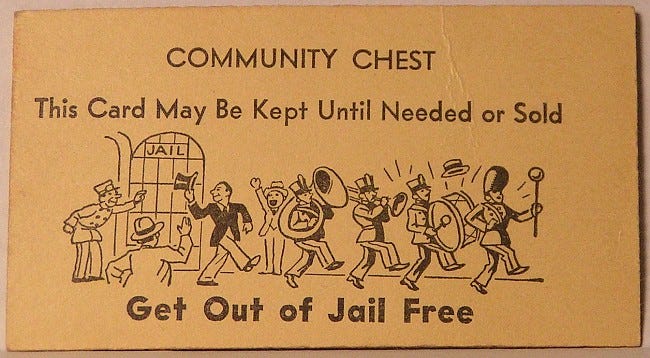 COMMUNITY CHEST
This Card May Be Kept Until Needed or Sold
JAIL
Get Out of Jail Free